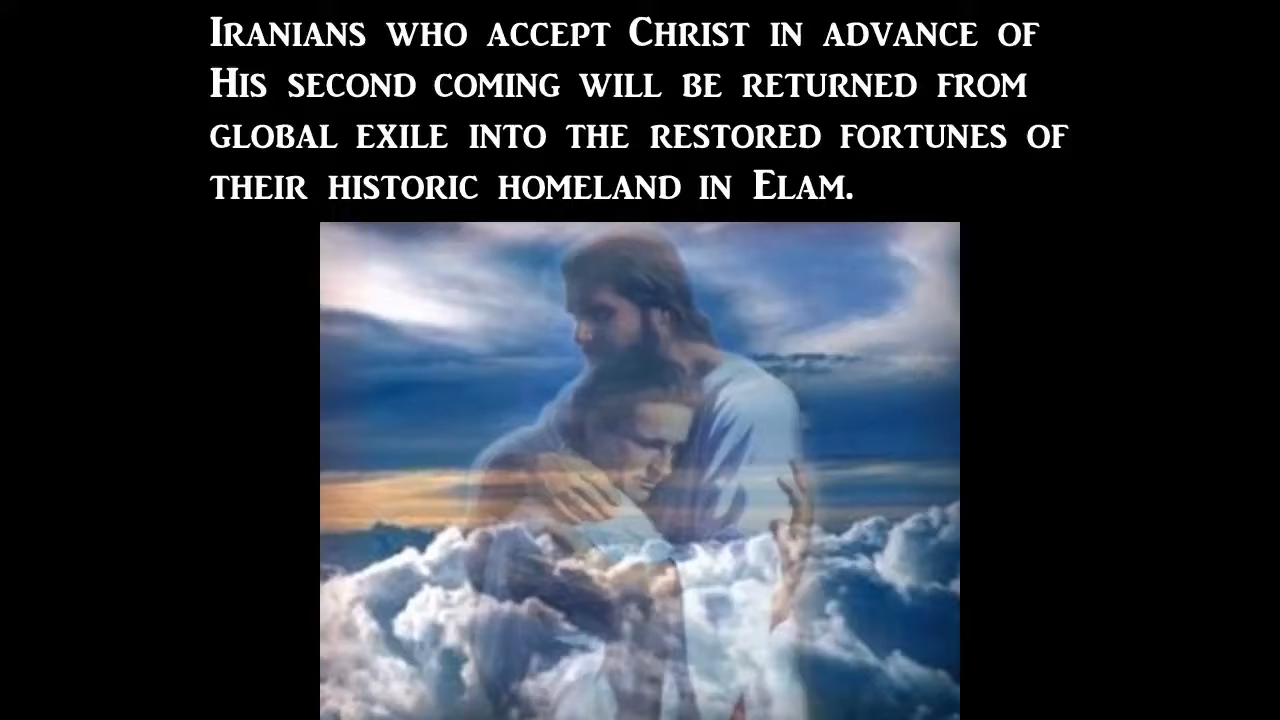 Iranians who accept Christ in advance of
His second coming will be returned from
global exile into the restored fortunes of
their historic homeland in Elam.